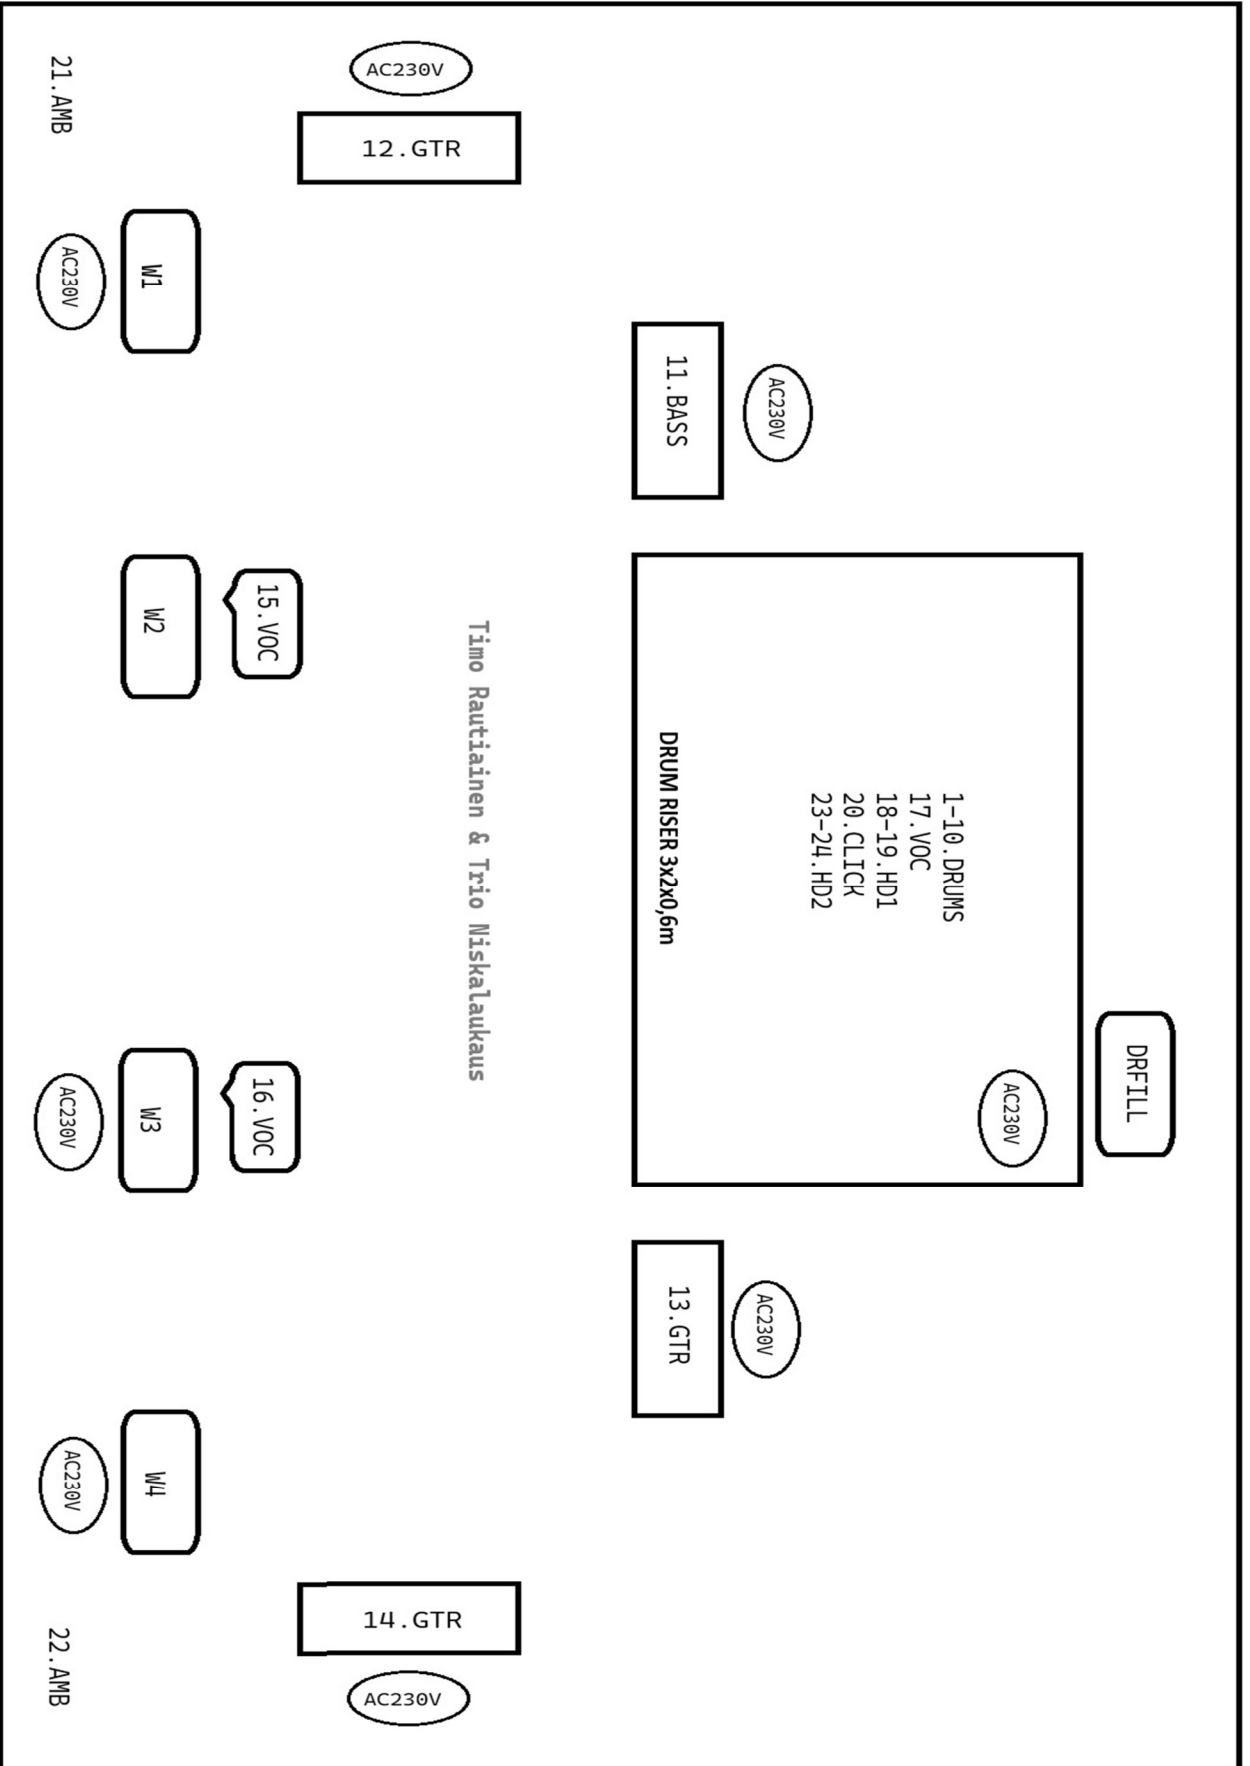 DRFILL
AC230V
1-10.DRUMS
17.VOC
18-19.HD1
20.CLICK
23-24.HD2
AC230V
AC230V
11.BASS
DRUM RISER 3x2x0,6m
13.GTR
Timo Rautiainen & Trio Niskalaukaus
AC230V
12.GTR
14.GTR
AC230V
15.VOC
16.VOC
W1
W2
W3
W4
AC230V
AC230V
AC230V
21.AMB
22.AMB